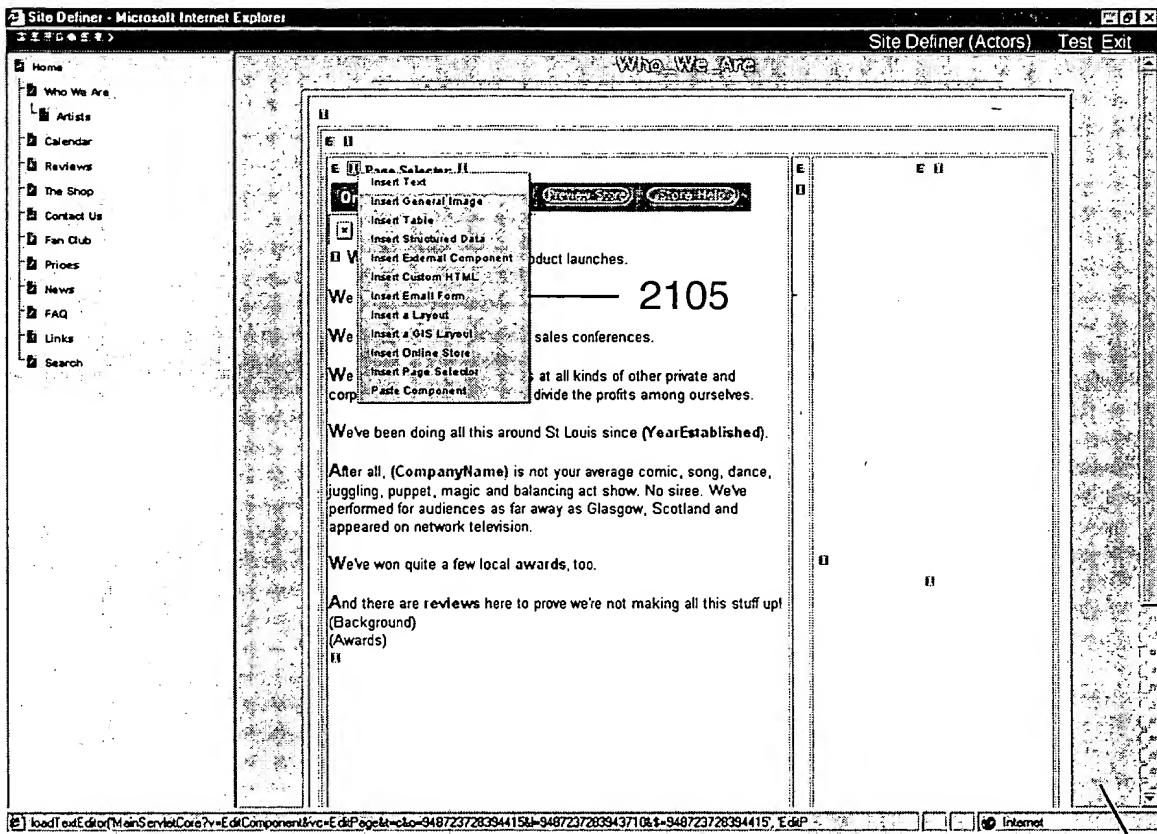 Site Definer - Microsoft Internet Explorer
Site Definer (Actors) Test Exit
Home
Who We Are
Artists
Calendar
Reviews
The Shop
Contact Us
Fan Club
Prices
News
FAQ
Links
Search
Who_We_Are
E
E Page Selector
E
E
Insert Text
Insert General Image
Insert Table
Insert Structured Data
Insert External Component
Insert Custom HTML
Insert Email Form
Insert a Layout
Insert a GIS Layout
Insert Online Store
Insert Page Selector
Paste Component
Preview Store Store Help
2105
oduct launches.
We
We sales conferences.
We s at all kinds of other private and
corp divide the profits among ourselves.
We've been doing all this around St Louis since (YearEstablished).
After all, (CompanyName) is not your average comic, song, dance,
juggling, puppet, magic and balancing act show. No siree. We've
performed for audiences as far away as Glasgow, Scotland and
appeared on network television.
We've won quite a few local awards, too.
And there are reviews here to prove we're not making all this stuff up!
(Background)
(Awards)
Internet